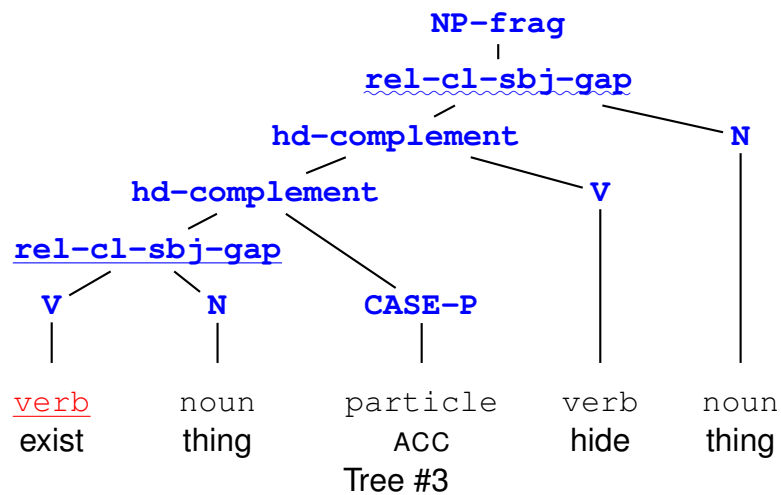 NP-frag
rel-cl-sbj-gap
hd-complement N
hd-complement V
rel-cl-sbj-gap
V N CASE-P
verb noun particle verb noun
exist thing ACC hide thing
Tree #3